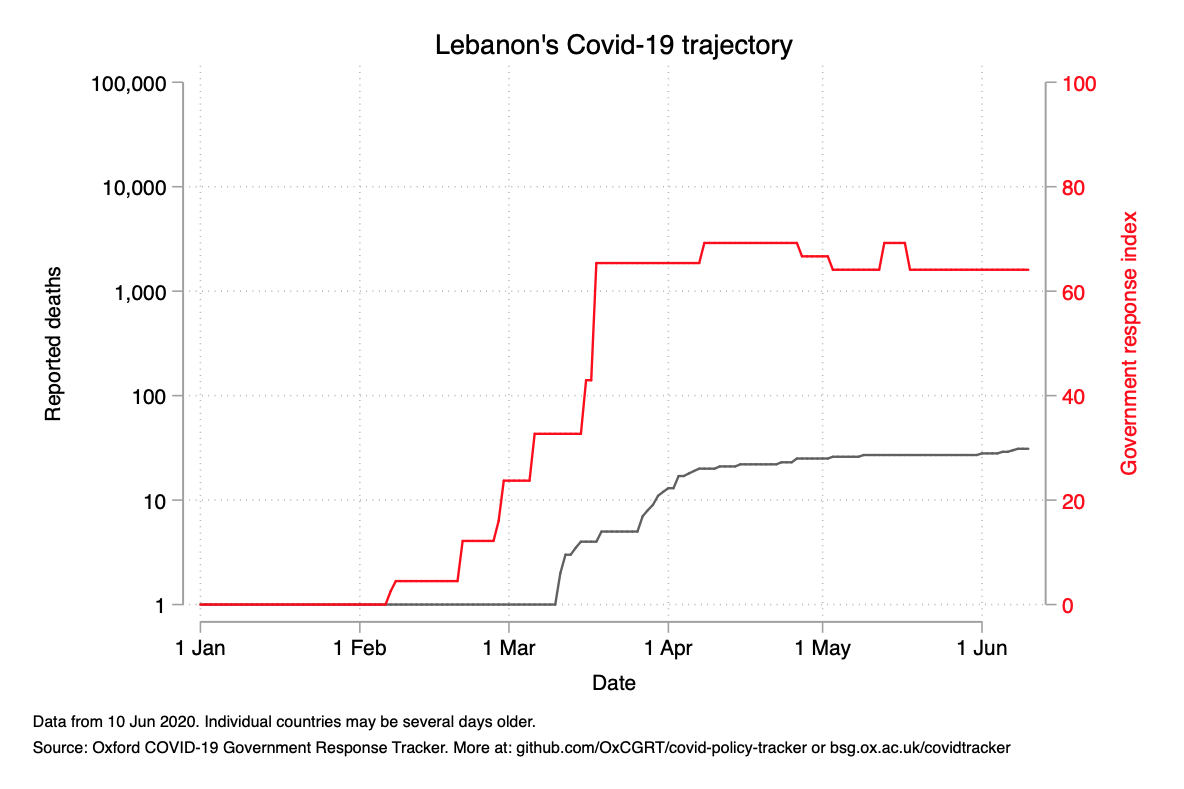 Lebanon's Covid-19 trajectory
100,000
10,000
1,000
100
10
1
Reported deaths
100
80
60
40
20
0
Government response index
1 Jan 1 Feb 1 Mar 1 Apr 1 May 1 Jun
Date
Data from 10 Jun 2020. Individual countries may be several days older.
Source: Oxford COVID-19 Government Response Tracker. More at: github.com/OxCGRT/covid-policy-tracker or bsg.ox.ac.uk/covidtracker